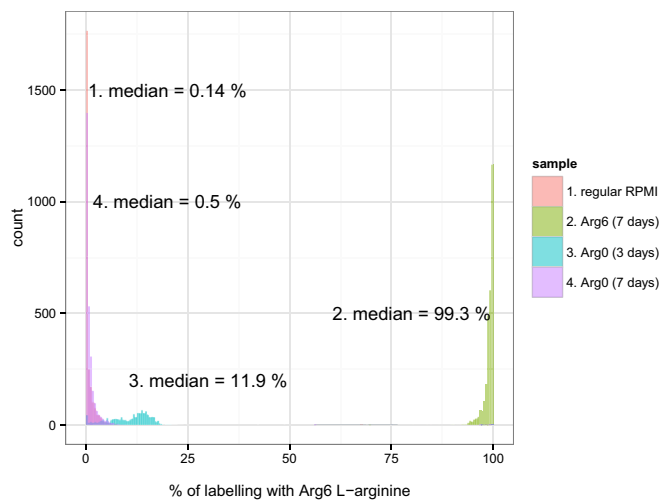 1. median = 0.14 %
4. median = 0.5 %
2. median = 99.3 %
3. median = 11.9 %
1500
1000
500
0
count
0
25
50
75
100
% of labelling with Arg6 L−arginine
sample
1. regular RPMI
2. Arg6 (7 days)
3. Arg0 (3 days)
4. Arg0 (7 days)